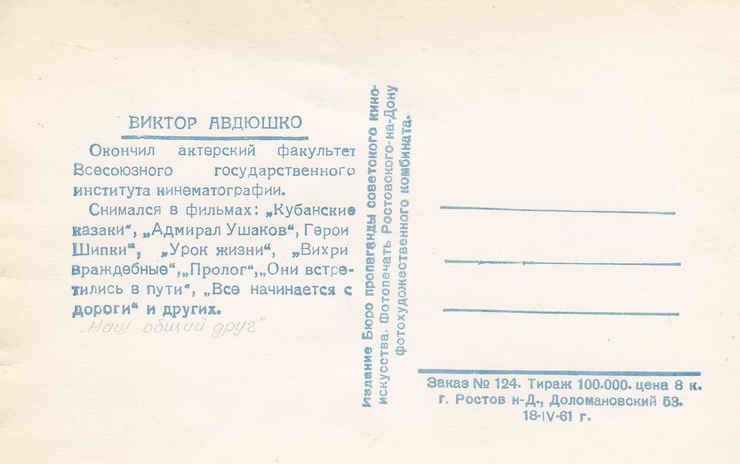 ВИКТОР АВДЮШКО
Окончил актерский факультет
Всесоюзного государственного
института кинематографии.
Снимался в фильмах: „Кубанские
казаки", „Адмирал Ушаков", Герои
Шипки", „Урок жизни", „Вихри
враждебные", „Пролог", „Они встре-
тились в пути", „Все начинается с
дороги" и других.
„Наш общий друг"
Издание Бюро пропаганды советского кино-
искусства. Фотопечать Ростовского-на-Дону
фотохудожественного комбината.
Заказ № 124. Тираж 100.000. цена 8 к.
г. Ростов н-Д., Доломановский 53.
18-IV-61 г.